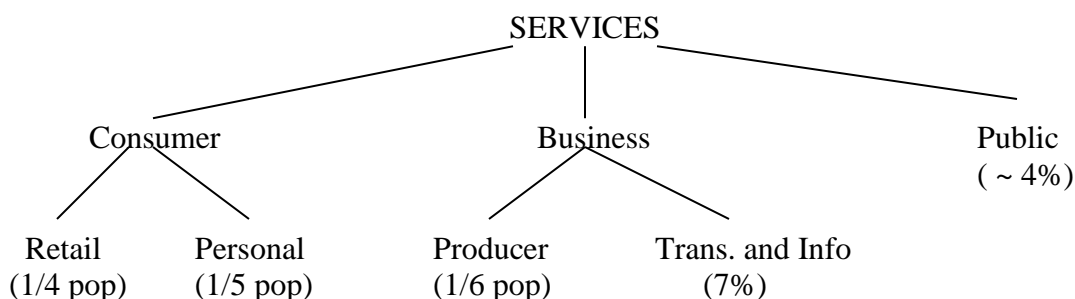 SERVICES
Consumer Business Public
( ~ 4%)
Retail Personal Producer Trans. and Info
(1/4 pop) (1/5 pop) (1/6 pop) (7%)